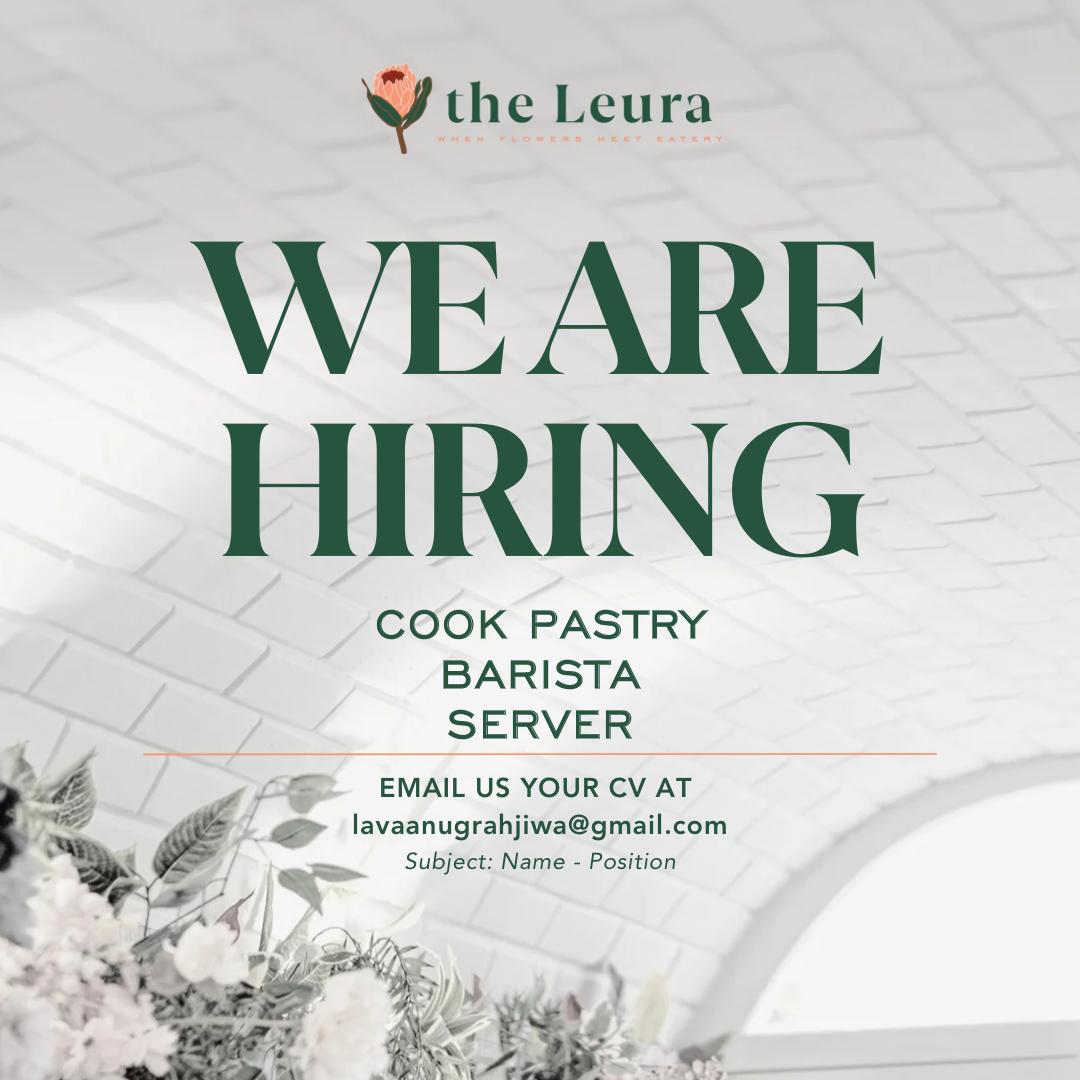 the Leura
WHEN FLOWERS MEET EATERY
WE ARE
HIRING
COOK PASTRY
BARISTA
SERVER
EMAIL US YOUR CV AT
lavaanugrahjiwa@gmail.com
Subject: Name - Position